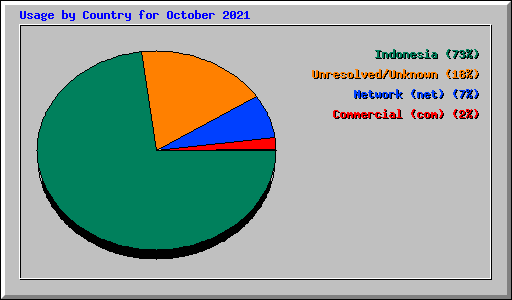 Usage by Country for October 2021
Indonesia (73%)
Unresolved/Unknown (18%)
Network (net) (7%)
Commercial (com) (2%)